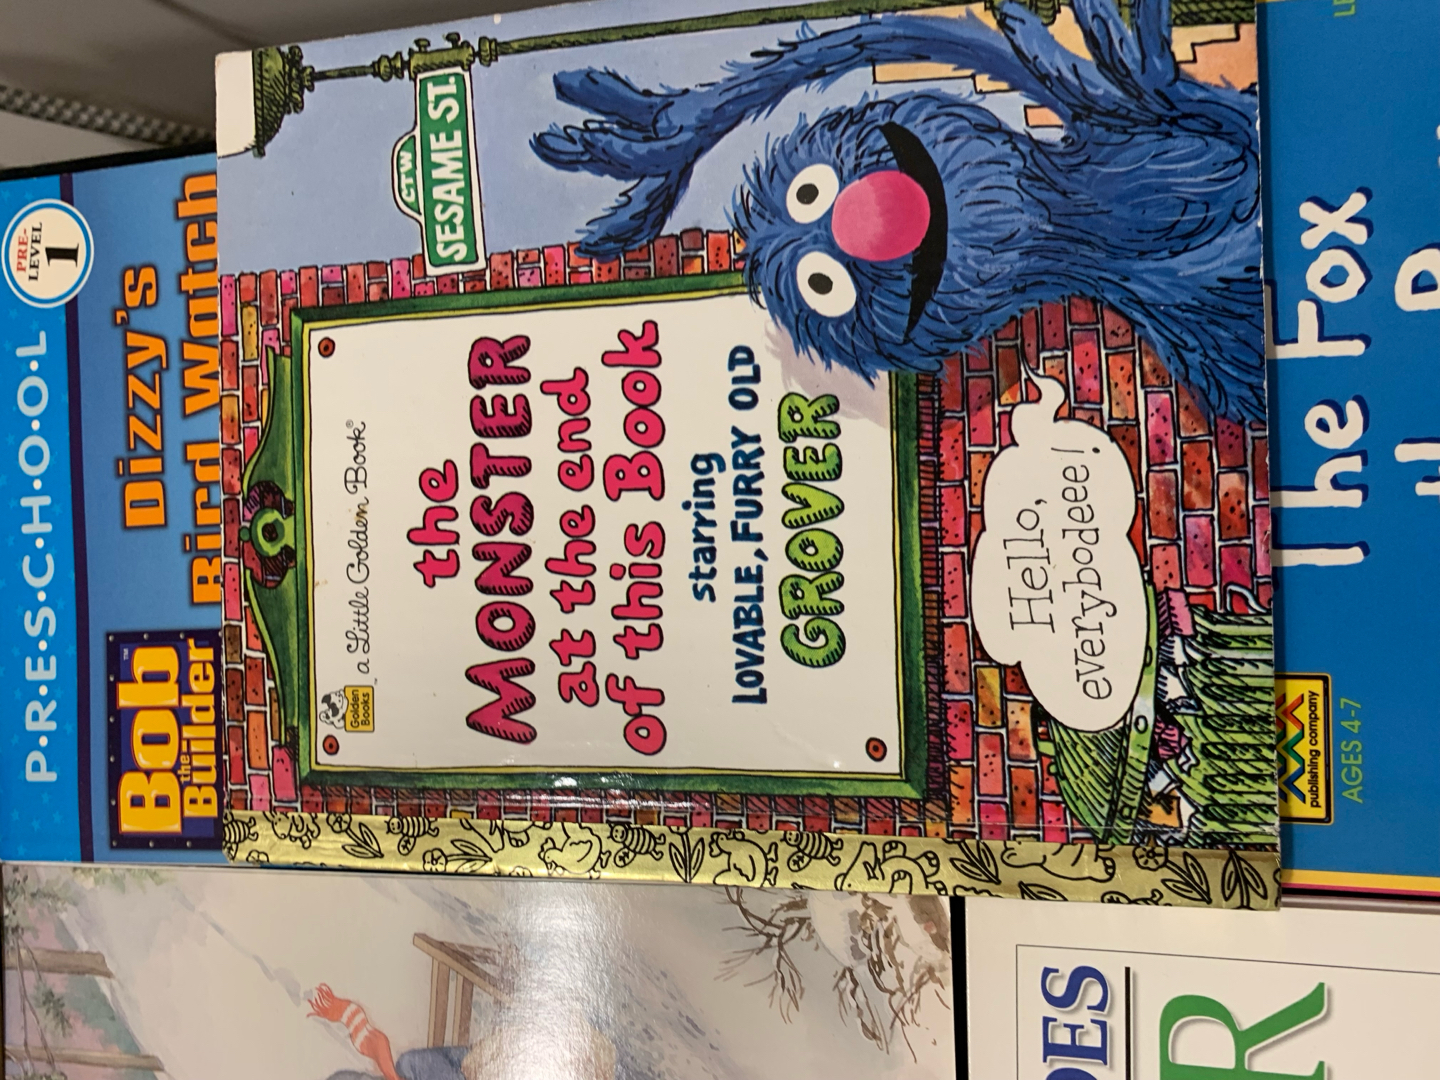 CTW
SESAME ST.
a Little Golden Book®
Golden
Books
the
MONSTER
at the end
of this Book
starring
LOVABLE, FURRY OLD
GROVER
Hello,
everybodeee!
P·R·E·S·C·H·O·O·L
PRE-
LEVEL
1
Dizzy's
Bird Watch
Bob
the
Builder™
The Fox
publishing company
AGES 4-7
LE
R